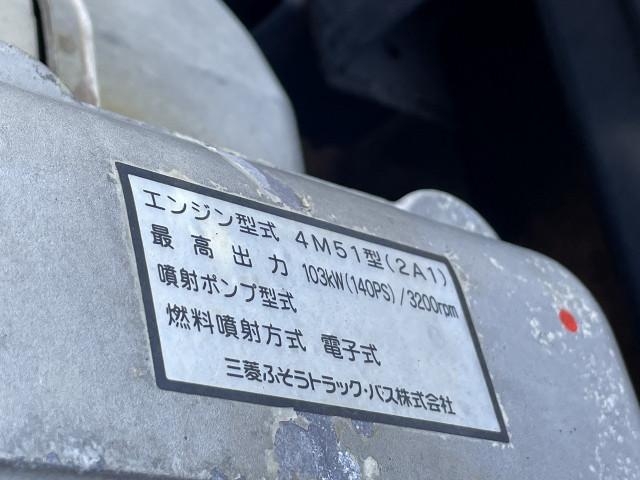 エンジン型式 4M51型(2A1)
最高出力 103kW(140PS)/3200rpm
噴射ポンプ型式
燃料噴射方式 電子式
三菱ふそうトラック・バス株式会社